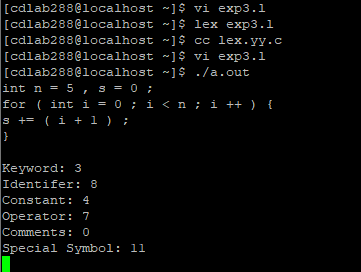 [cdlab288@localhost ~]$ vi exp3.l
[cdlab288@localhost ~]$ lex exp3.l
[cdlab288@localhost ~]$ cc lex.yy.c
[cdlab288@localhost ~]$ vi exp3.l
[cdlab288@localhost ~]$ ./a.out
int n = 5 , s = 0 ;
for ( int i = 0 ; i < n ; i ++ ) {
s += ( i + 1 ) ;
}
Keyword: 3
Identifer: 8
Constant: 4
Operator: 7
Comments: 0
Special Symbol: 11